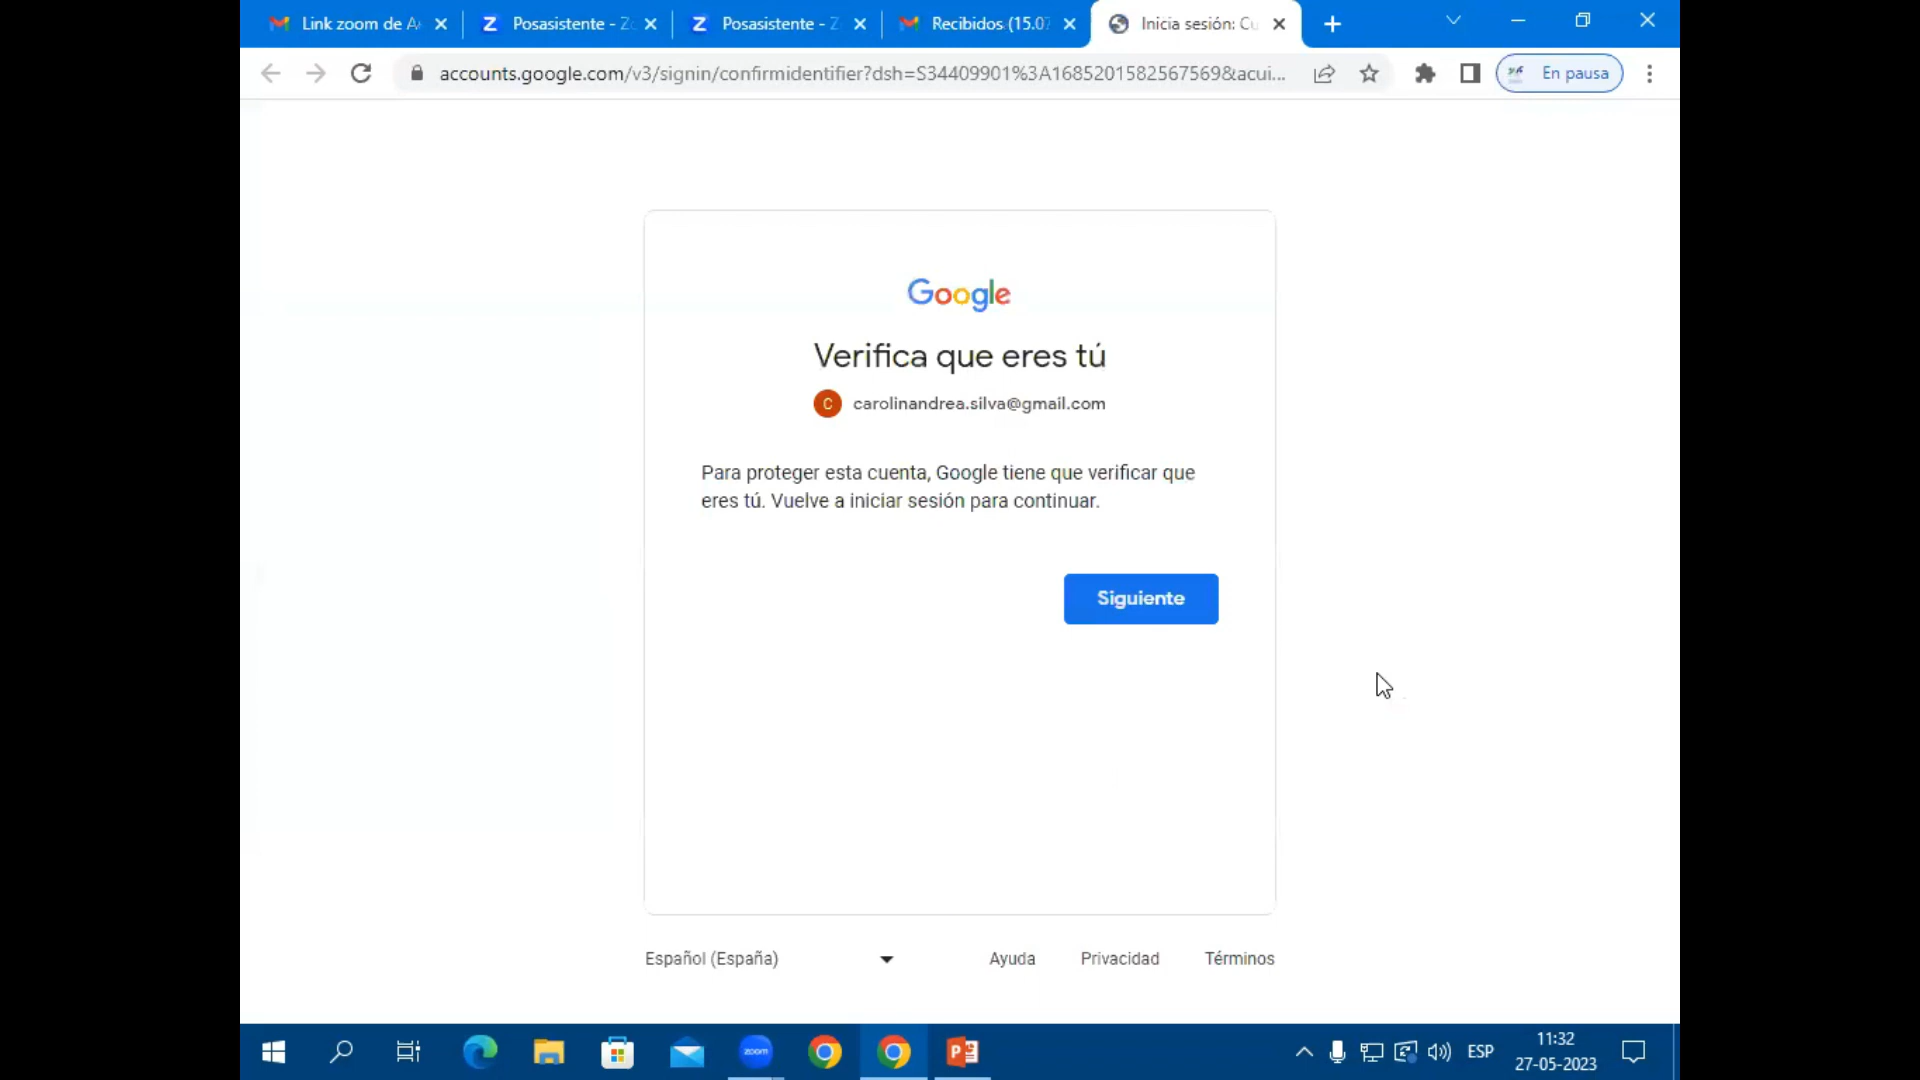 Link zoom de A
Posasistente - Zo
Posasistente - Z
Recibidos (15.07
Inicia sesión: Cu
accounts.google.com/v3/signin/confirmidentifier?dsh=S34409901%3A1685201582567569&acui...
En pausa
Google
Verifica que eres tú
C
carolinandrea.silva@gmail.com
Para proteger esta cuenta, Google tiene que verificar que
eres tú. Vuelve a iniciar sesión para continuar.
Siguiente
Español (España)
Ayuda
Privacidad
Términos
zoom
P
ESP
11:32
27-05-2023